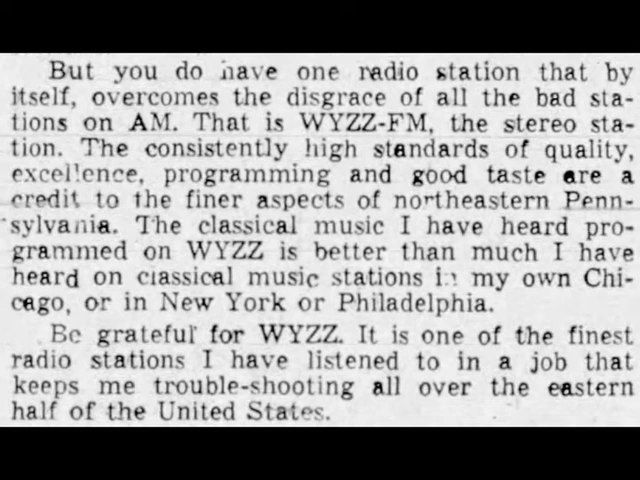 But you do have one radio station that by
itself, overcomes the disgrace of all the bad sta-
tions on AM. That is WYZZ-FM, the stereo sta-
tion. The consistently high standards of quality,
excellence, programming and good taste are a
credit to the finer aspects of northeastern Penn-
sylvania. The classical music I have heard pro-
grammed on WYZZ is better than much I have
heard on classical music stations in my own Chi-
cago, or in New York or Philadelphia.
Be grateful for WYZZ. It is one of the finest
radio stations I have listened to in a job that
keeps me trouble-shooting all over the eastern
half of the United States.